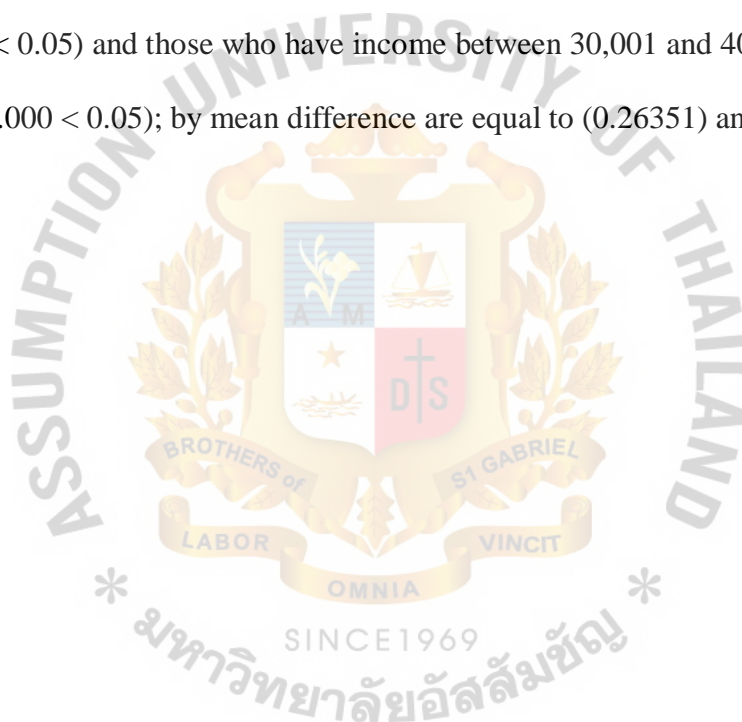 < 0.05) and those who have income between 30,001 and 40
.000 < 0.05); by mean difference are equal to (0.26351) an
ASSUMPTION UNIVERSITY OF THAILAND
A M
D S
BROTHERS of S1 GABRIEL
LABOR VINCIT
OMNIA
* SINCE1969 *
มหาวิทยาลัยอัสสัมชัญ